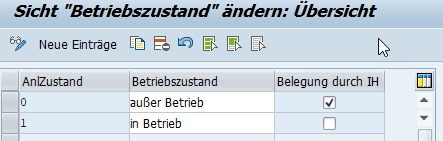 Sicht "Betriebszustand" ändern: Übersicht
Neue Einträge
AnlZustand Betriebszustand Belegung durch IH
0 außer Betrieb
1 in Betrieb